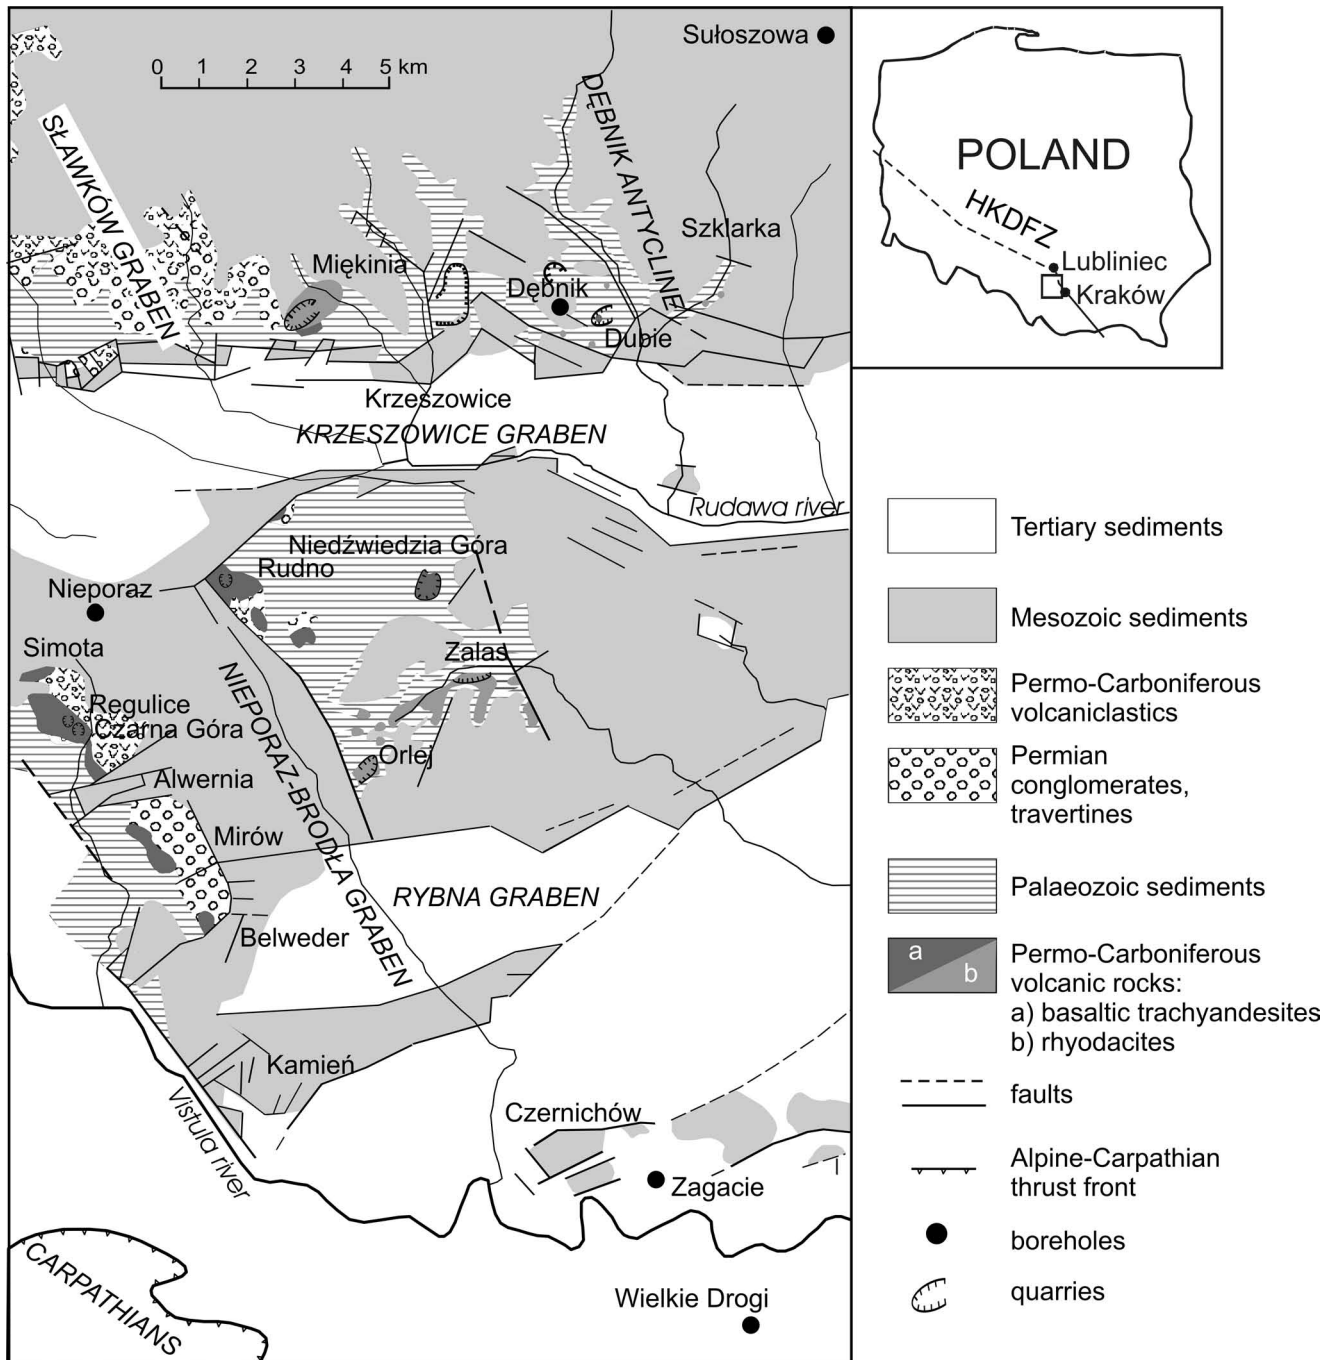 Sułoszowa
0 1 2 3 4 5 km
SŁAWKÓW GRABEN
DĘBNIK ANTYCLINE
Szklarka
Miękinia
Dębnik
Dubie
Krzeszowice
KRZESZOWICE GRABEN
Rudawa river
Niedźwiedzia Góra
Rudno
Nieporaz
Simota
Zalas
Regulice
Czarna Góra
NIEPORAZ-BRODŁA GRABEN
Orlej
Alwernia
Mirów
RYBNA GRABEN
Belweder
Kamień
Vistula river
Czernichów
Zagacie
CARPATHIANS
Wielkie Drogi
POLAND
HKDFZ
Lubliniec
Kraków
Tertiary sediments
Mesozoic sediments
Permo-Carboniferous
volcaniclastics
Permian
conglomerates,
travertines
Palaeozoic sediments
a
b
Permo-Carboniferous
volcanic rocks:
a) basaltic trachyandesites
b) rhyodacites
faults
Alpine-Carpathian
thrust front
boreholes
quarries